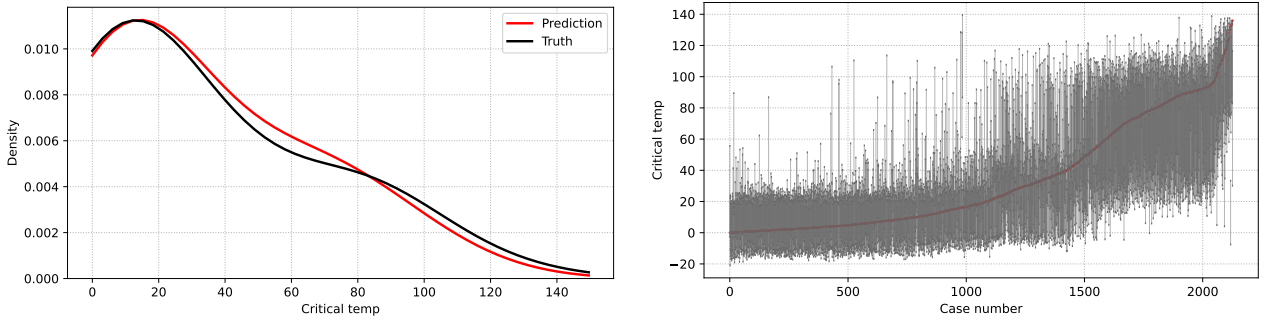 Density
0.010
0.008
0.006
0.004
0.002
0.000
Prediction
Truth
0 20 40 60 80 100 120 140
Critical temp
Critical temp
140
120
100
80
60
40
20
0
−20
0 500 1000 1500 2000
Case number